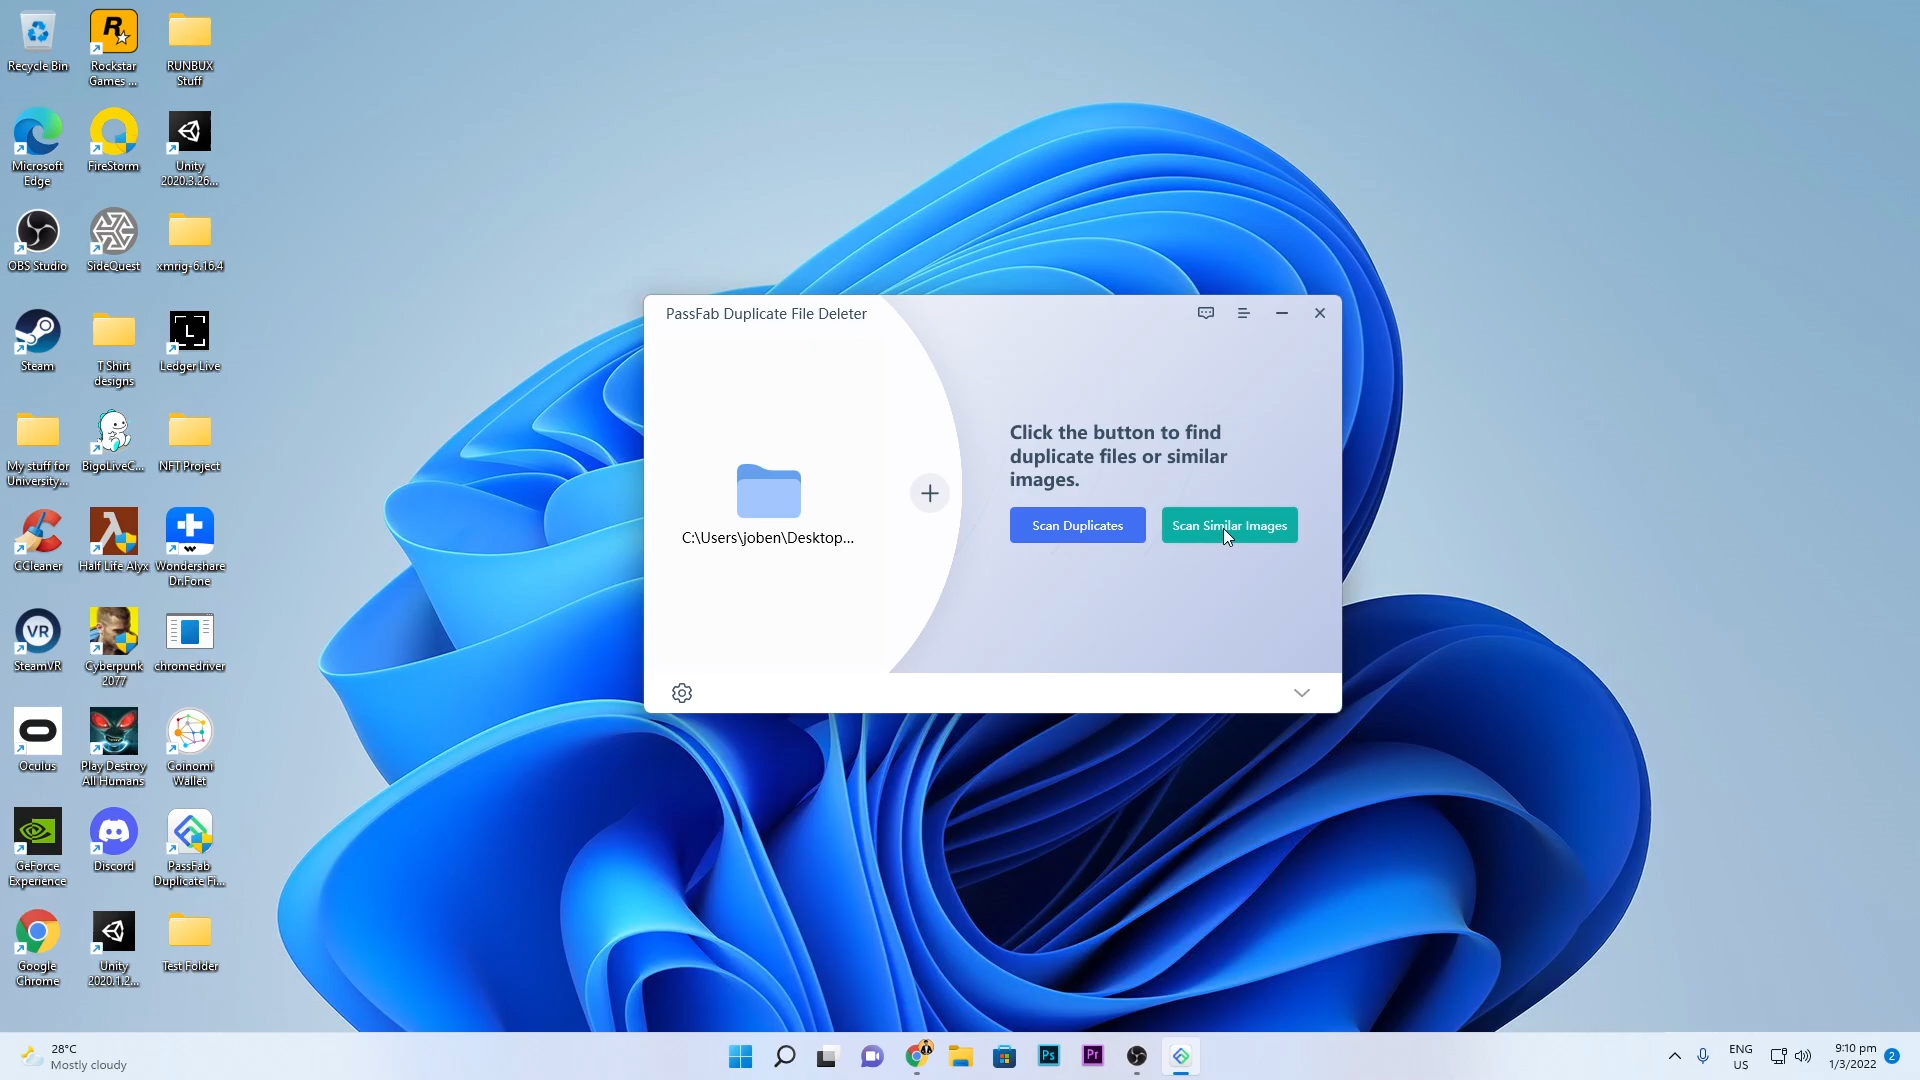 Recycle Bin
Rockstar
Games ...
RUNBUX
Stuff
Microsoft
Edge
FireStorm
Unity
2020.3.26...
OBS Studio
SideQuest
xmrig-6.16.4
Steam
T Shirt
designs
Ledger Live
My stuff for
University...
BigoLiveC...
NFT Project
CCleaner
Half Life Alyx
Wondershare
Dr.Fone
SteamVR
Cyberpunk
2077
chromedriver
Oculus
Play Destroy
All Humans
Coinomi
Wallet
GeForce
Experience
Discord
PassFab
Duplicate Fi...
Google
Chrome
Unity
2020.1.2...
Test Folder
PassFab Duplicate File Deleter
C:\Users\joben\Desktop...
Click the button to find
duplicate files or similar
images.
Scan Duplicates
Scan Similar Images
28°C
Mostly cloudy
Ps
Pr
ENG
US
9:10 pm
1/3/2022
2